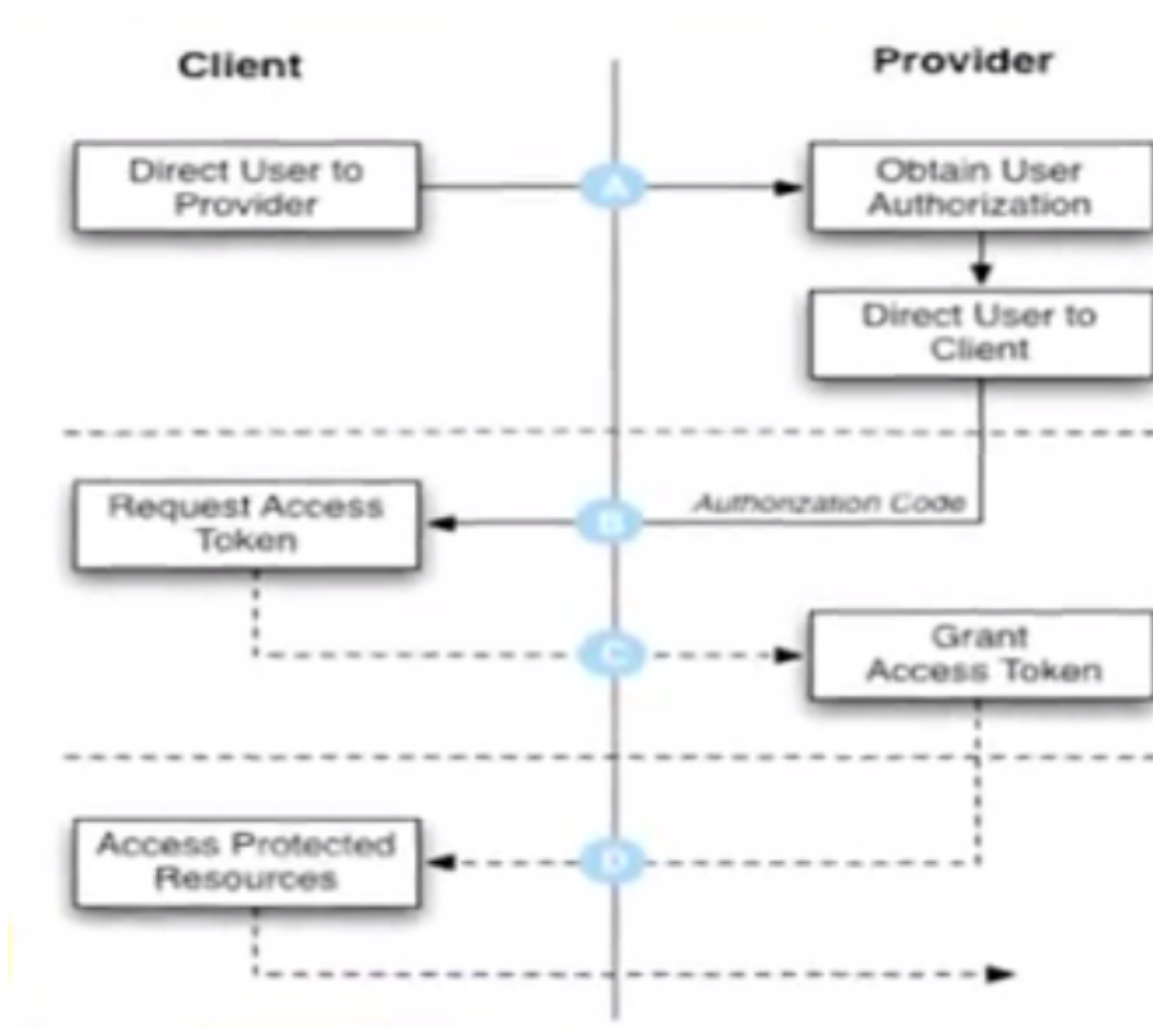 Client
Provider
Direct User to
Provider
A
Obtain User
Authorization
Direct User to
Client
Request Access
Token
B
Authorization Code
C
Grant
Access Token
Access Protected
Resources
D